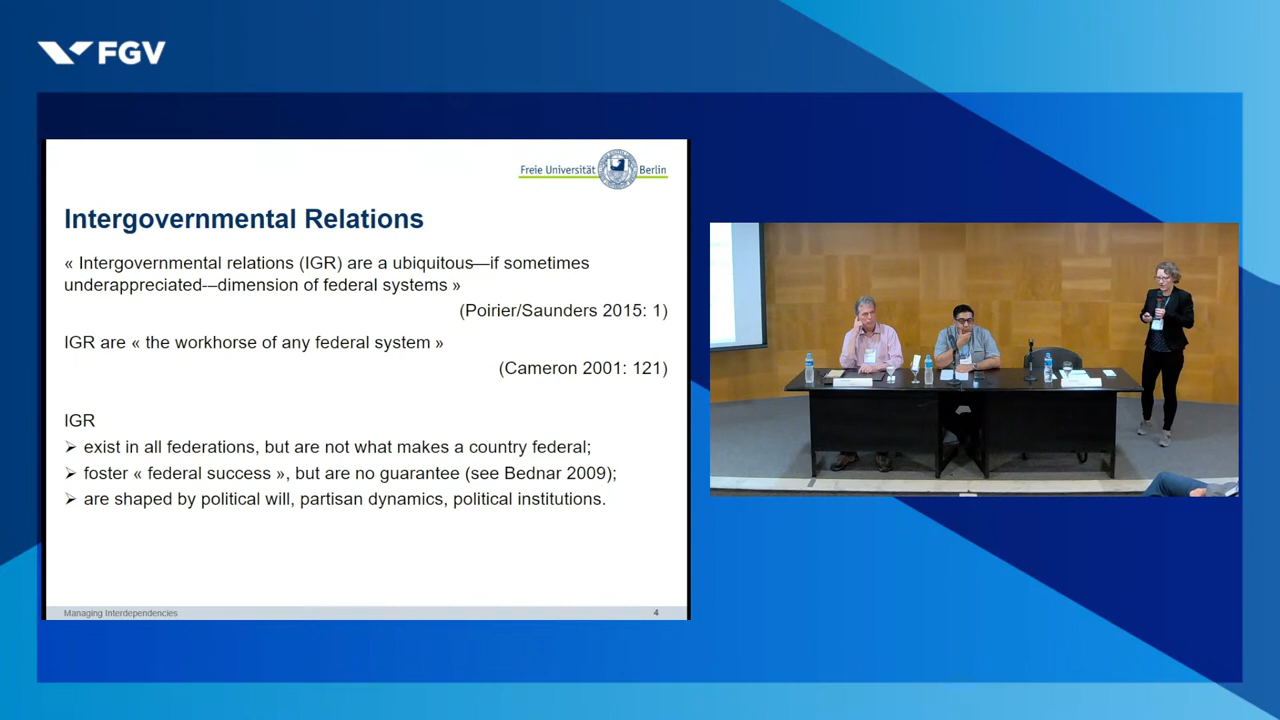 FGV
Freie Universität Berlin
Intergovernmental Relations
« Intergovernmental relations (IGR) are a ubiquitous—if sometimes
underappreciated-–dimension of federal systems »
(Poirier/Saunders 2015: 1)
IGR are « the workhorse of any federal system »
(Cameron 2001: 121)
IGR
➢ exist in all federations, but are not what makes a country federal;
➢ foster « federal success », but are no guarantee (see Bednar 2009);
➢ are shaped by political will, partisan dynamics, political institutions.
Managing Interdependencies
4